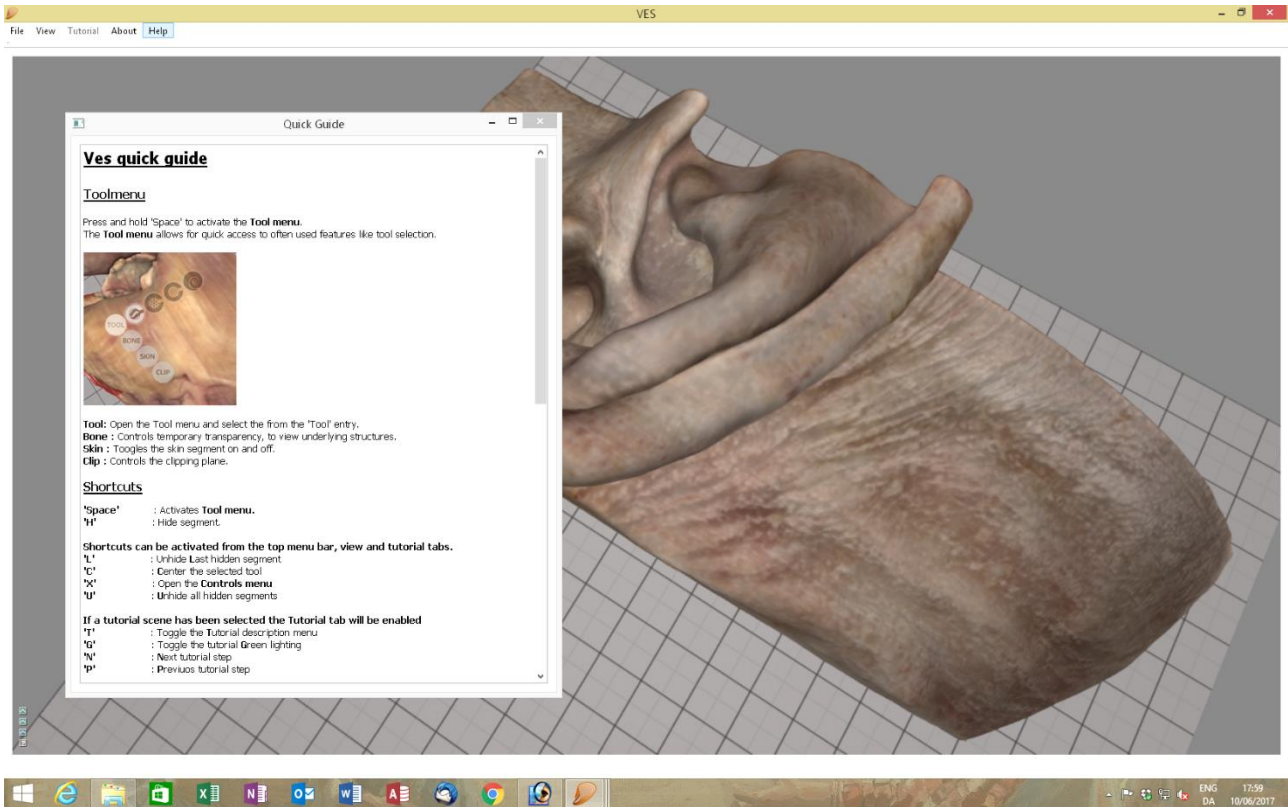 VES
File View Tutorial About Help
Quick Guide
Ves quick guide
Toolmenu
Press and hold 'Space' to activate the Tool menu.
The Tool menu allows for quick access to often used features like tool selection.
TOOL
BONE
SKIN
CLIP
Tool: Open the Tool menu and select the from the 'Tool' entry.
Bone : Controls temporary transparency, to view underlying structures.
Skin : Toogles the skin segment on and off.
Clip : Controls the clipping plane.
Shortcuts
'Space' : Activates Tool menu.
'H' : Hide segment.
Shortcuts can be activated from the top menu bar, view and tutorial tabs.
'L' : Unhide Last hidden segment
'C' : Center the selected tool
'X' : Open the Controls menu
'U' : Unhide all hidden segments
If a tutorial scene has been selected the Tutorial tab will be enabled
'T' : Toggle the Tutorial description menu
'G' : Toggle the tutorial Green lighting
'N' : Next tutorial step
'P' : Previuos tutorial step
ENG 17:59
DA 10/06/2017